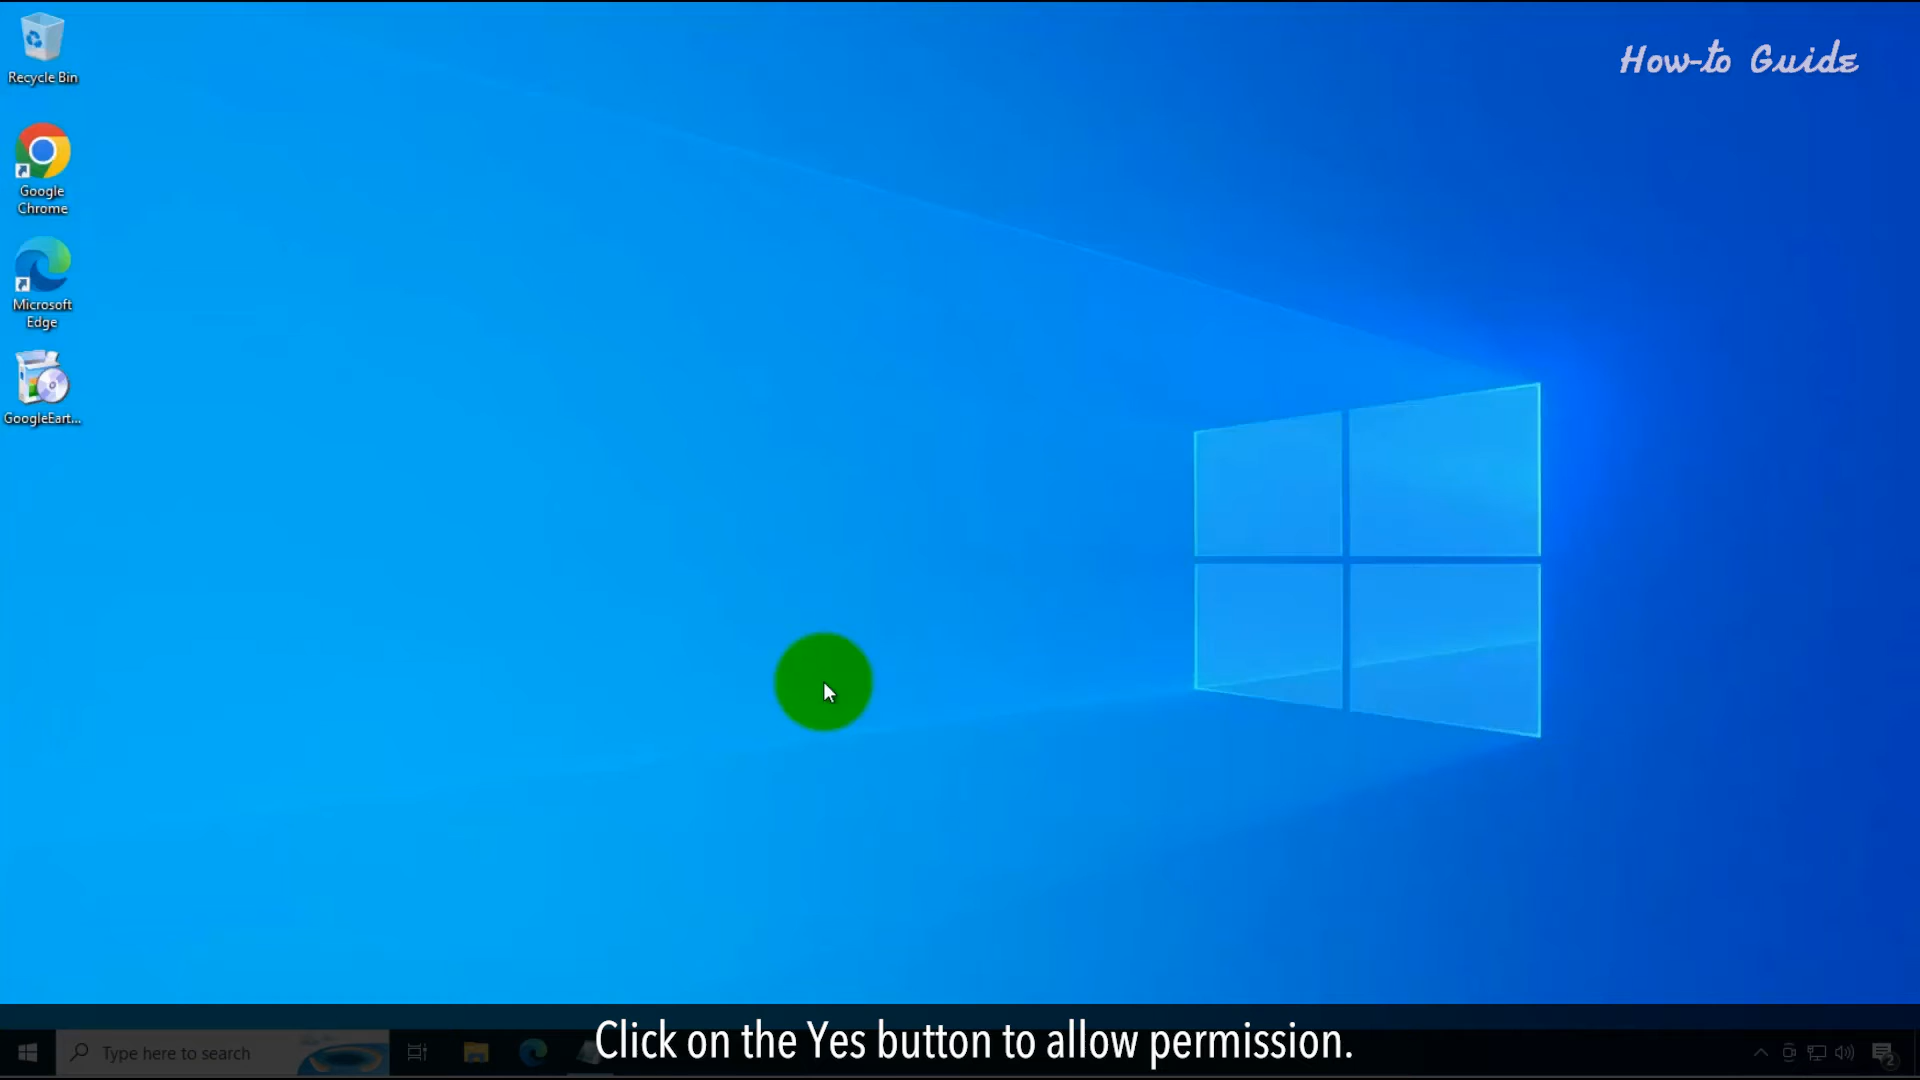 Recycle Bin
How-to Guide
Google
Chrome
Microsoft
Edge
GoogleEart...
Click on the Yes button to allow permission.
Type here to search
2